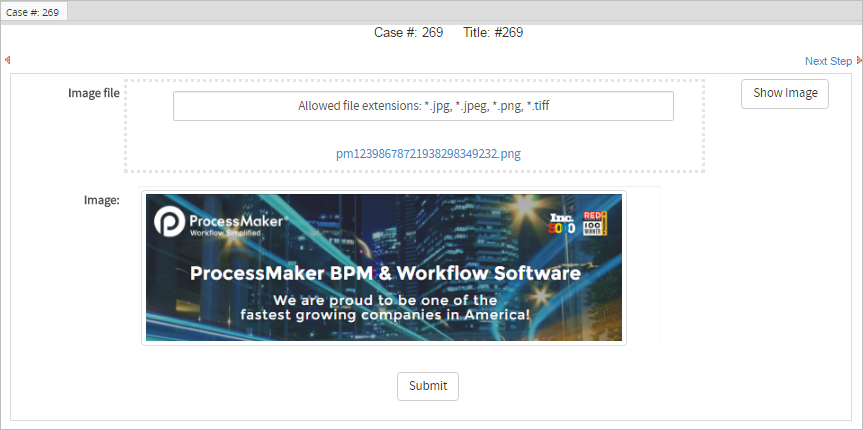 Case #: 269
Case #: 269 Title: #269
Next Step
Image file
Allowed file extensions: *.jpg, *.jpeg, *.png, *.tiff
Show Image
pm12398678721938298349232.png
Image:
ProcessMaker
Workflow Simplified
Inc.
5000
RED
100
WINNER
ProcessMaker BPM & Workflow Software
We are proud to be one of the
fastest growing companies in America!
Submit